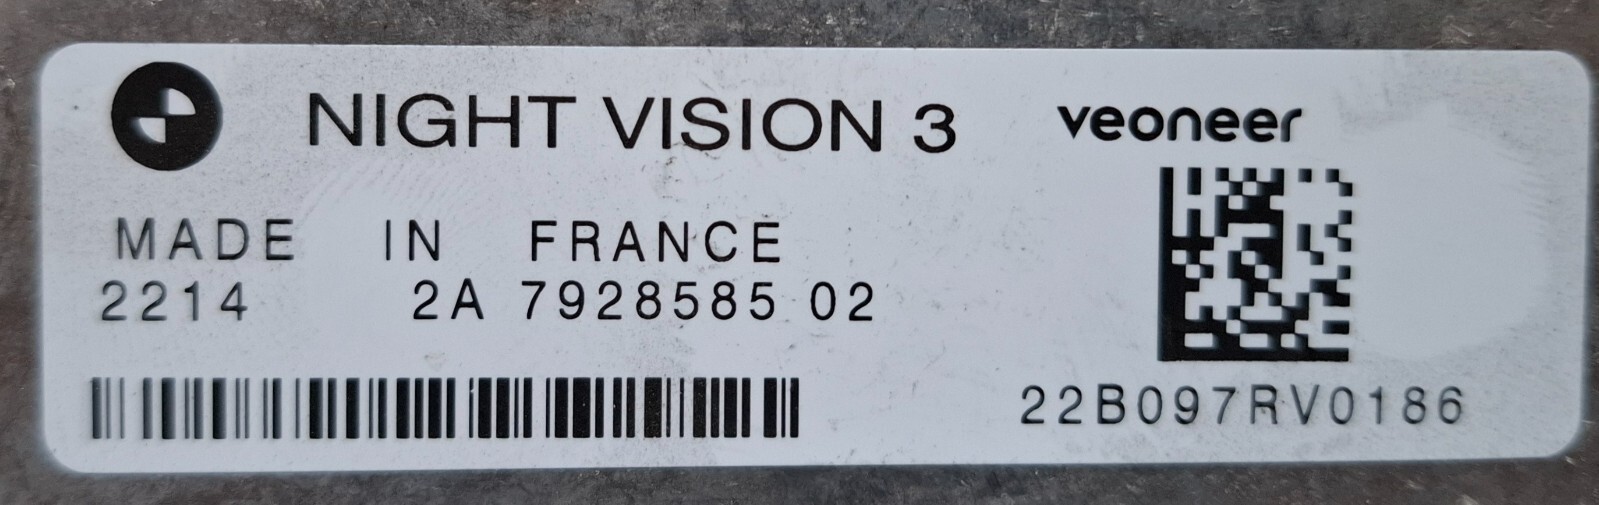 NIGHT VISION 3 veoneer
MADE IN FRANCE
2214 2A 7928585 02
22B097RV0186